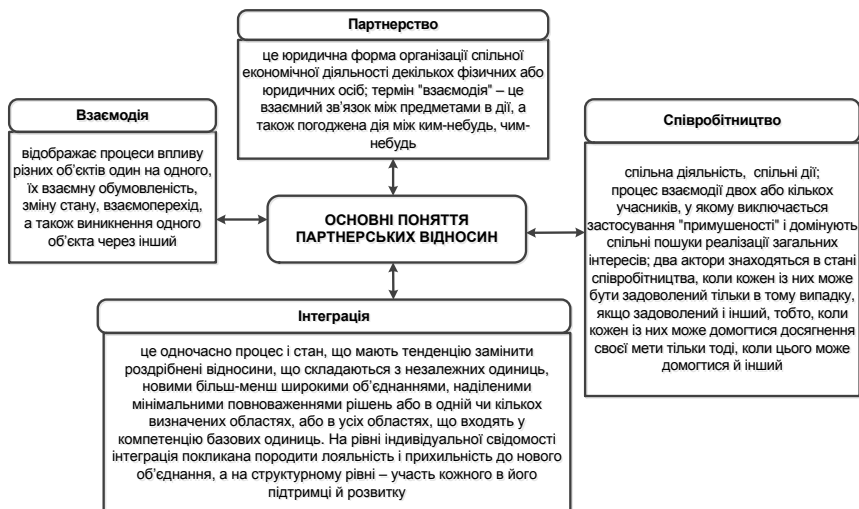 Партнерство
це юридична форма організації спільної
економічної діяльності декількох фізичних або
юридичних осіб; термін "взаємодія" – це
взаємний зв’язок між предметами в дії, а
також погоджена дія між ким-небудь, чим-
небудь
Взаємодія
відображає процеси впливу
різних об’єктів один на одного,
їх взаємну обумовленість,
зміну стану, взаємоперехід,
а також виникнення одного
об’єкта через інший
ОСНОВНІ ПОНЯТТЯ
ПАРТНЕРСЬКИХ ВІДНОСИН
Співробітництво
спільна діяльність, спільні дії;
процес взаємодії двох або кількох
учасників, у якому виключається
застосування "примушеності" і домінують
спільні пошуки реалізації загальних
інтересів; два актори знаходяться в стані
співробітництва, коли кожен із них може
бути задоволений тільки в тому випадку,
якщо задоволений і інший, тобто, коли
кожен із них може домогтися досягнення
своєї мети тільки тоді, коли цього може
домогтися й інший
Інтеграція
це одночасно процес і стан, що мають тенденцію замінити
роздрібнені відносини, що складаються з незалежних одиниць,
новими більш-менш широкими об’єднаннями, наділеними
мінімальними повноваженнями рішень або в одній чи кількох
визначених областях, або в усіх областях, що входять у
компетенцію базових одиниць. На рівні індивідуальної свідомості
інтеграція покликана породити лояльність і прихильність до нового
об’єднання, а на структурному рівні – участь кожного в його
підтримці й розвитку